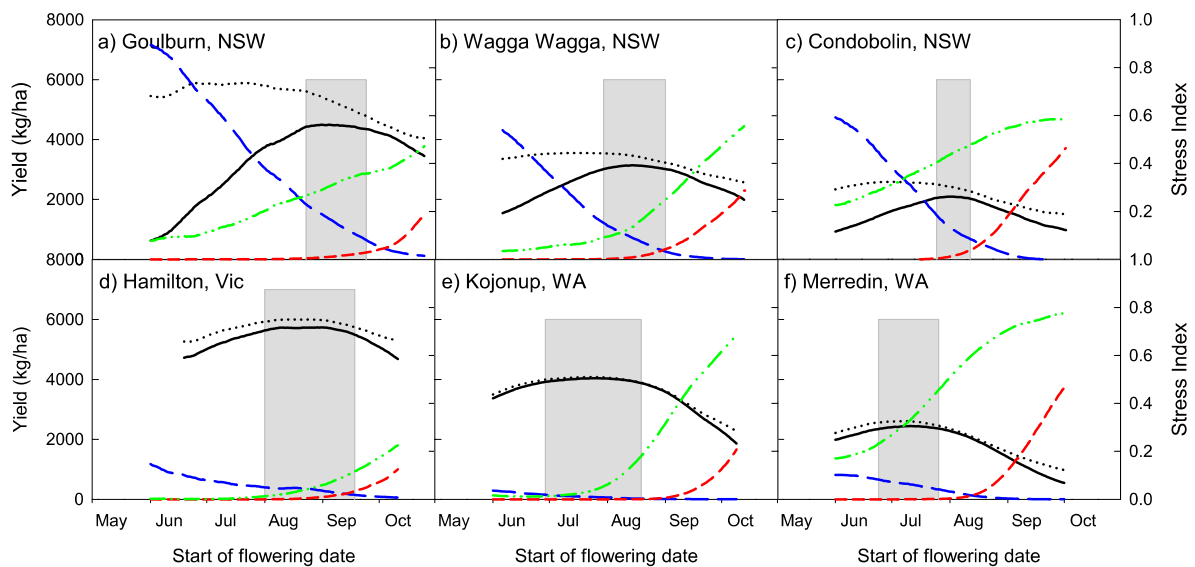 8000
a) Goulburn, NSW
b) Wagga Wagga, NSW
c) Condobolin, NSW
1.0
6000
0.8
4000
0.6
2000
0.4
0.2
Yield (kg/ha)
Stress Index
0
8000
1.0
d) Hamilton, Vic
e) Kojonup, WA
f) Merredin, WA
6000
0.8
4000
0.6
2000
0.4
0.2
0
0.0
Yield (kg/ha)
Stress Index
May Jun Jul Aug Sep Oct
May Jun Jul Aug Sep Oct
May Jun Jul Aug Sep Oct
Start of flowering date
Start of flowering date
Start of flowering date